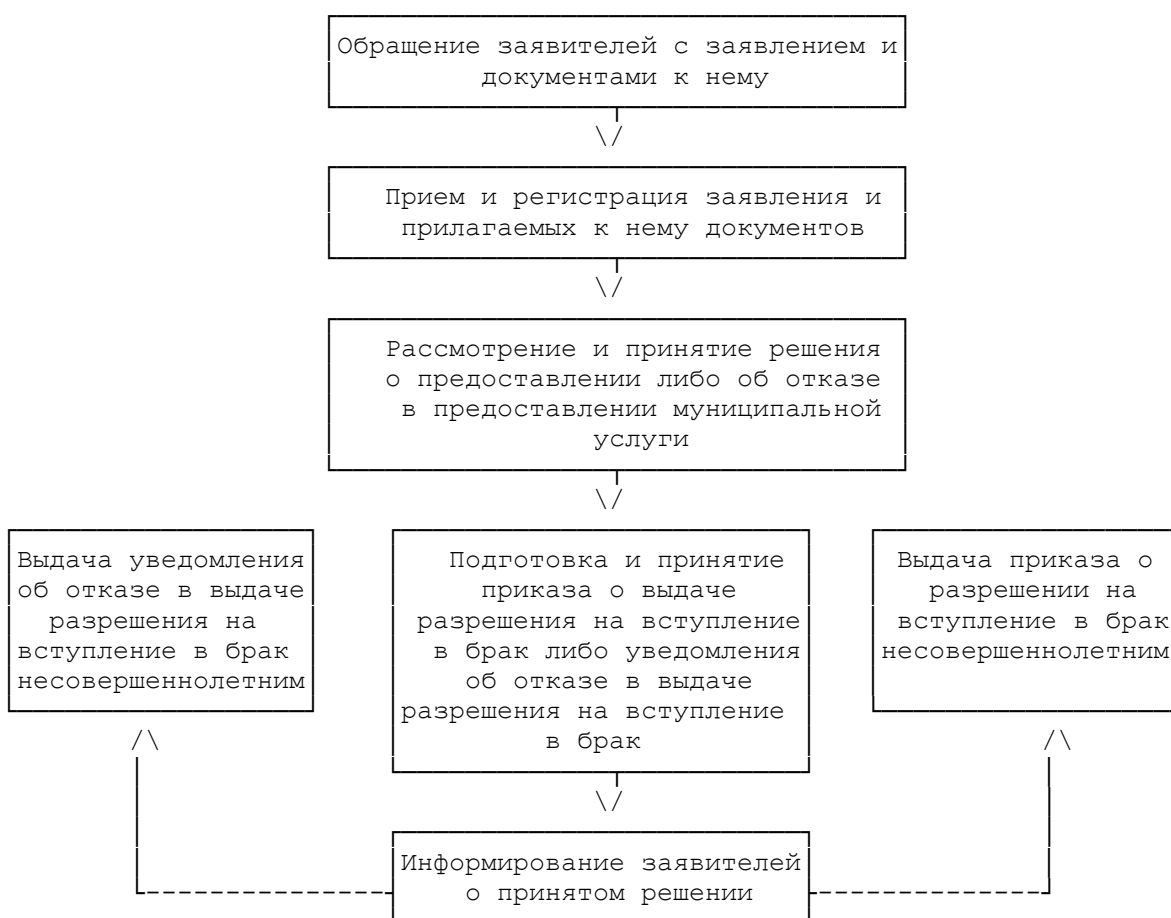 Обращение заявителей с заявлением и
документами к нему
Прием и регистрация заявления и
прилагаемых к нему документов
Рассмотрение и принятие решения
о предоставлении либо об отказе
в предоставлении муниципальной
услуги
Выдача уведомления
об отказе в выдаче
разрешения на
вступление в брак
несовершеннолетним
Подготовка и принятие
приказа о выдаче
разрешения на вступление
в брак либо уведомления
об отказе в выдаче
разрешения на вступление
в брак
Выдача приказа о
разрешении на
вступление в брак
несовершеннолетним
Информирование заявителей
о принятом решении